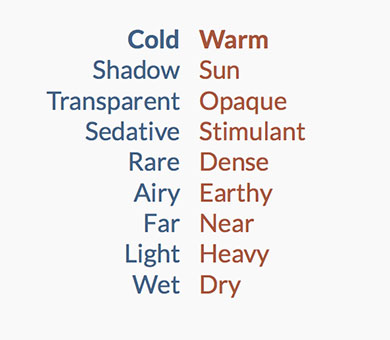 Cold Warm
Shadow Sun
Transparent Opaque
Sedative Stimulant
Rare Dense
Airy Earthy
Far Near
Light Heavy
Wet Dry